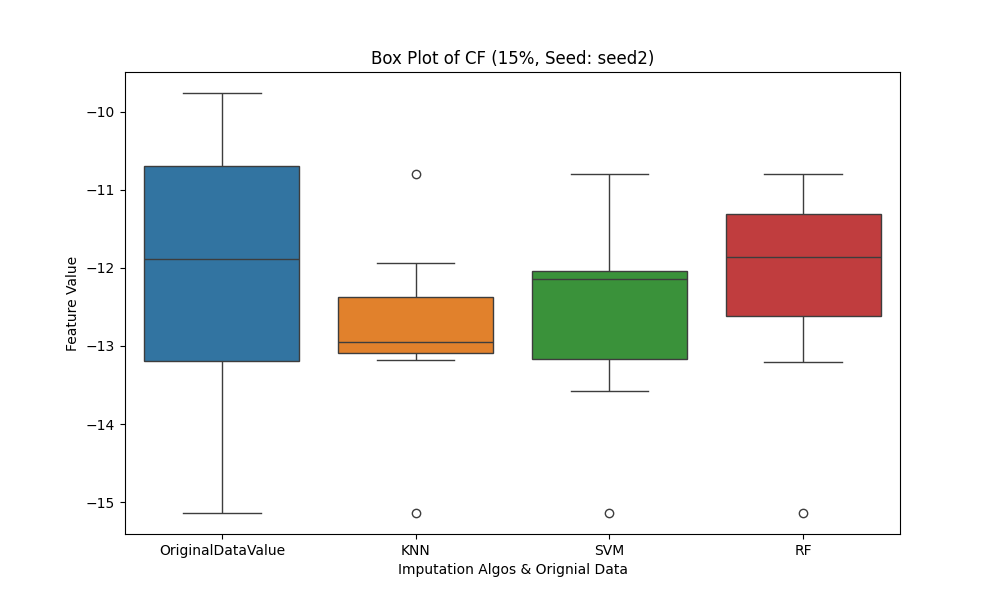 Box Plot of CF (15%, Seed: seed2)
Feature Value
−10
−11
−12
−13
−14
−15
OriginalDataValue
KNN
SVM
RF
Imputation Algos & Orignial Data